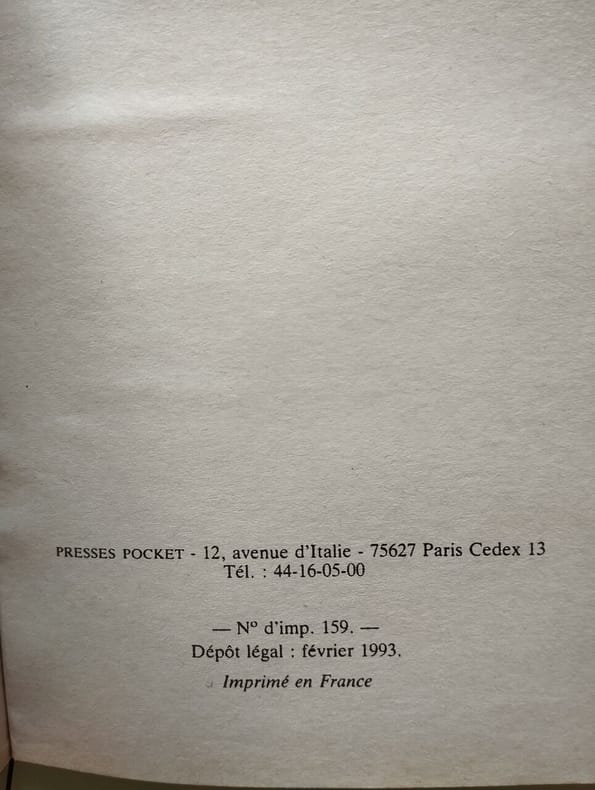 PRESSES POCKET - 12, avenue d'Italie - 75627 Paris Cedex 13
Tél. : 44-16-05-00
— Nº d'imp. 159. —
Dépôt légal : février 1993.
Imprimé en France